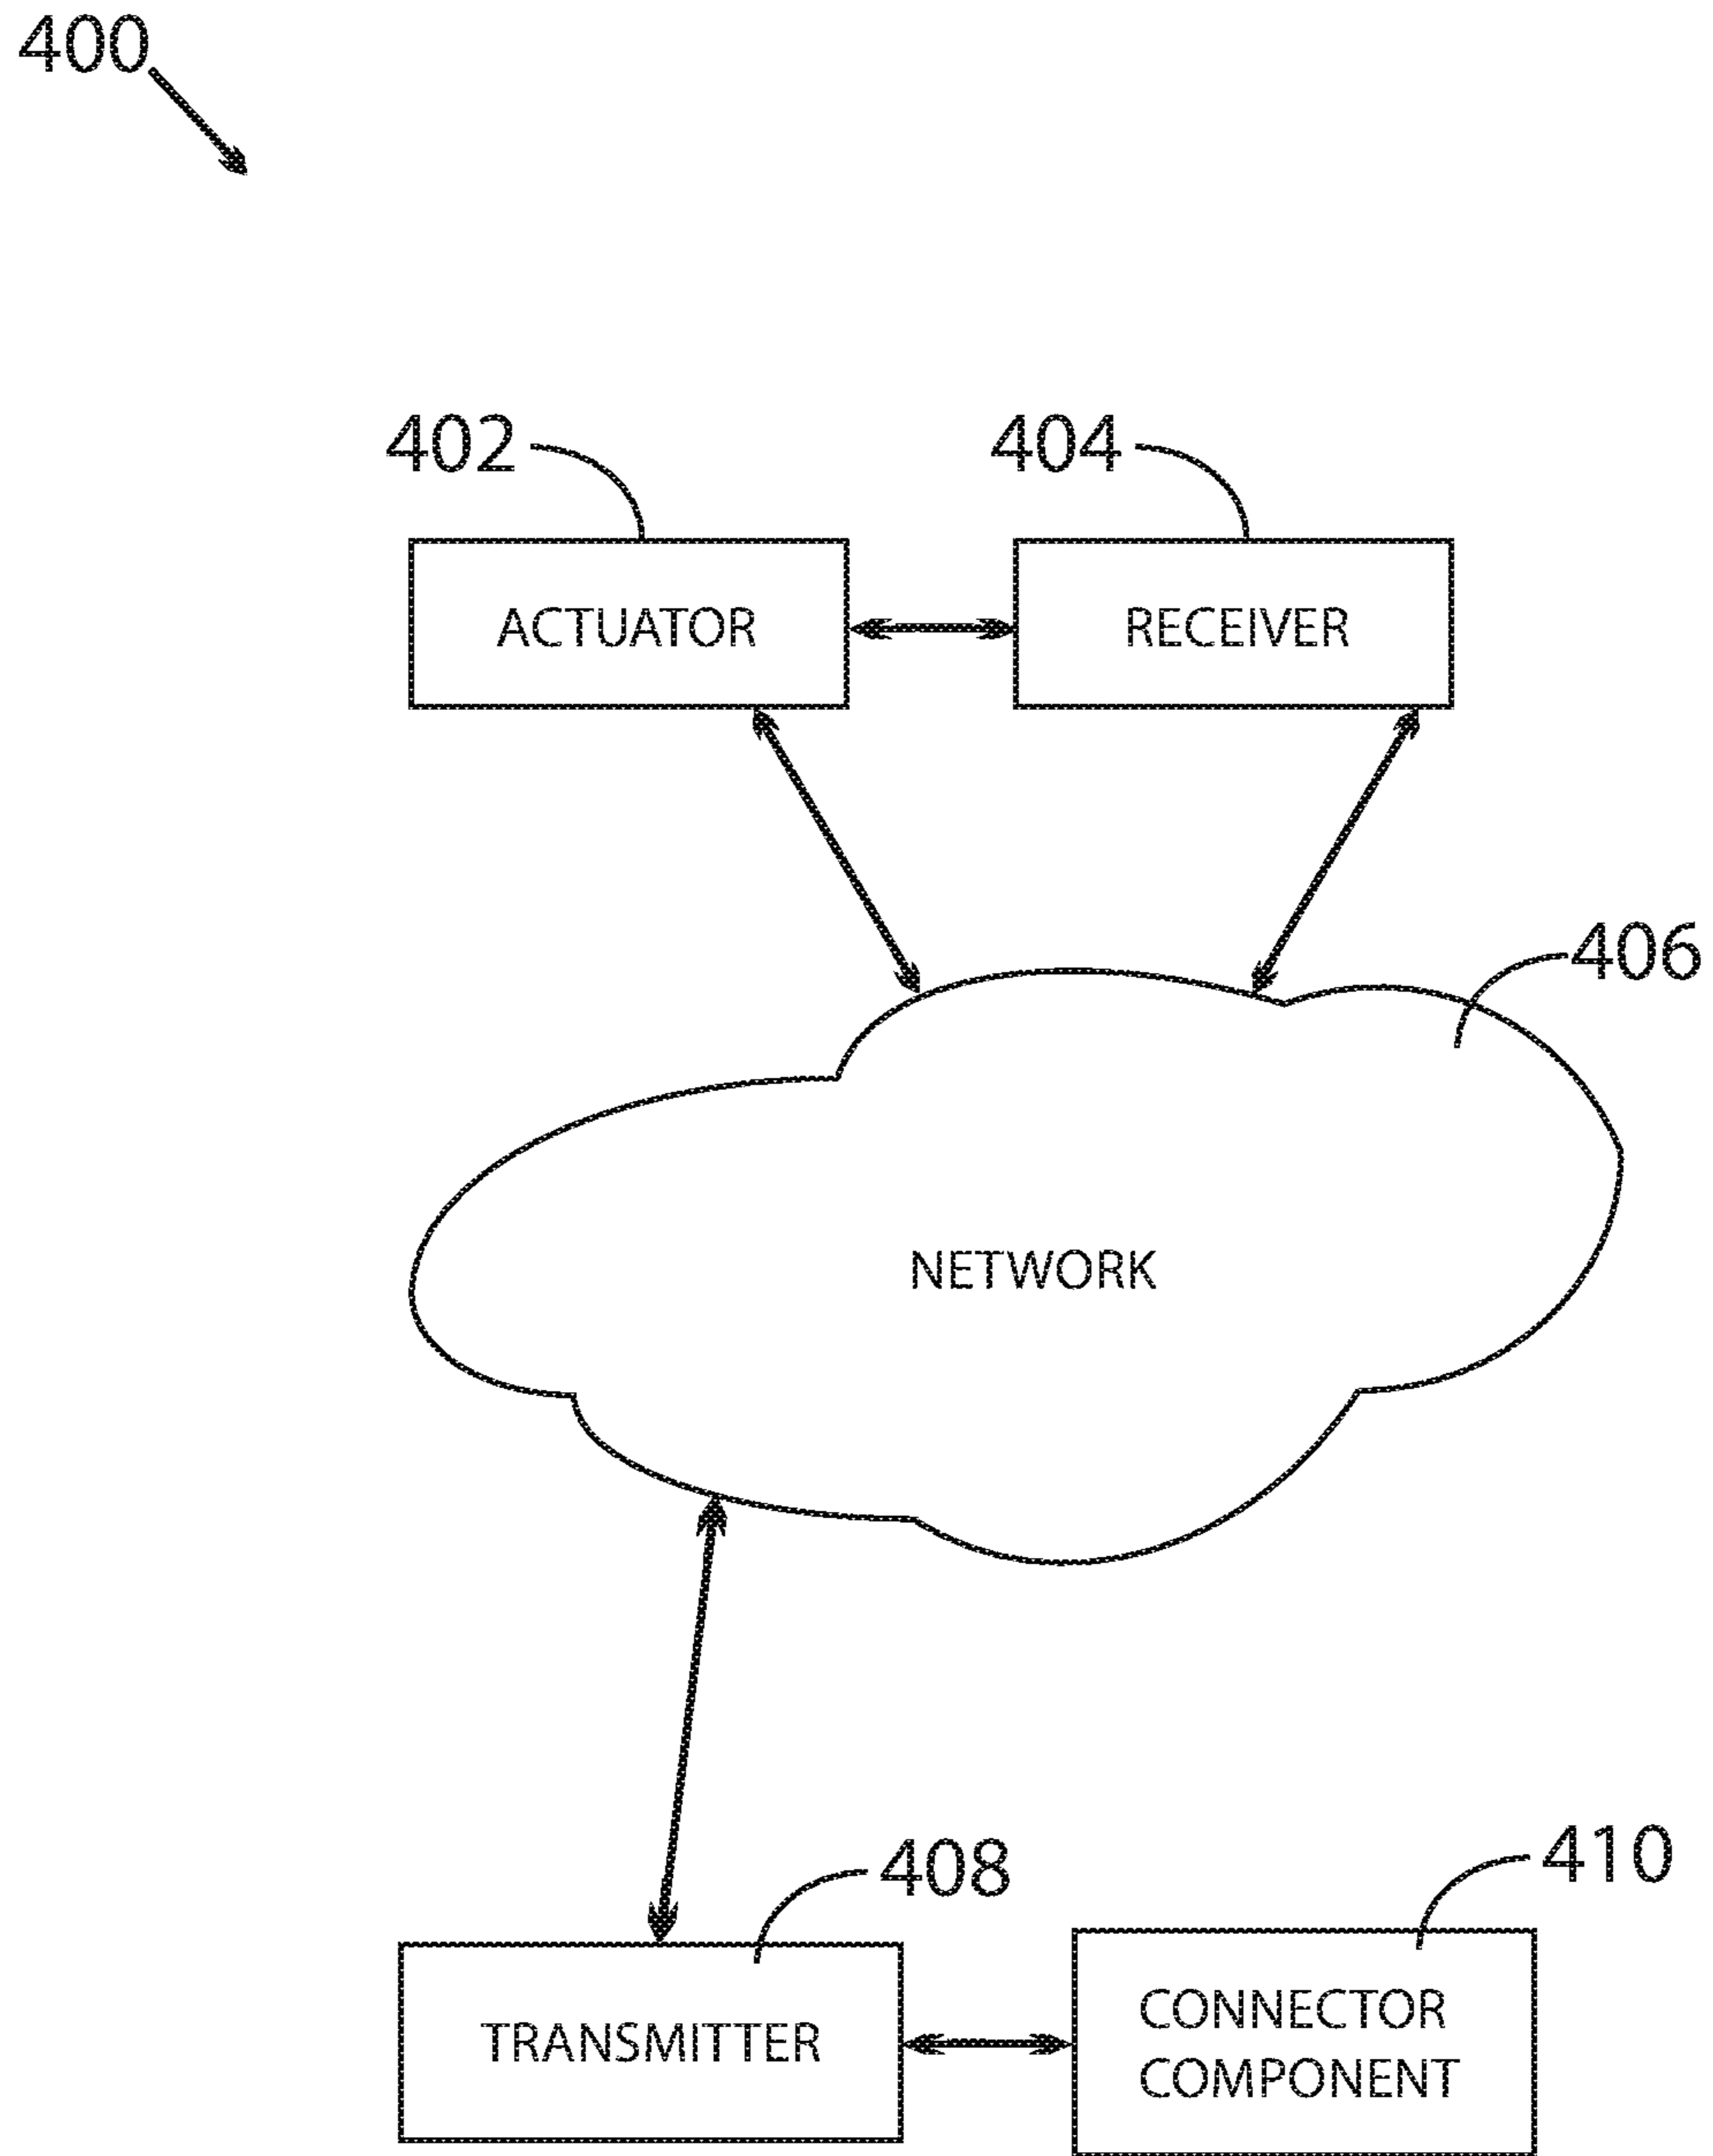 400
402
404
ACTUATOR
RECEIVER
406
NETWORK
408
410
TRANSMITTER
CONNECTOR
COMPONENT